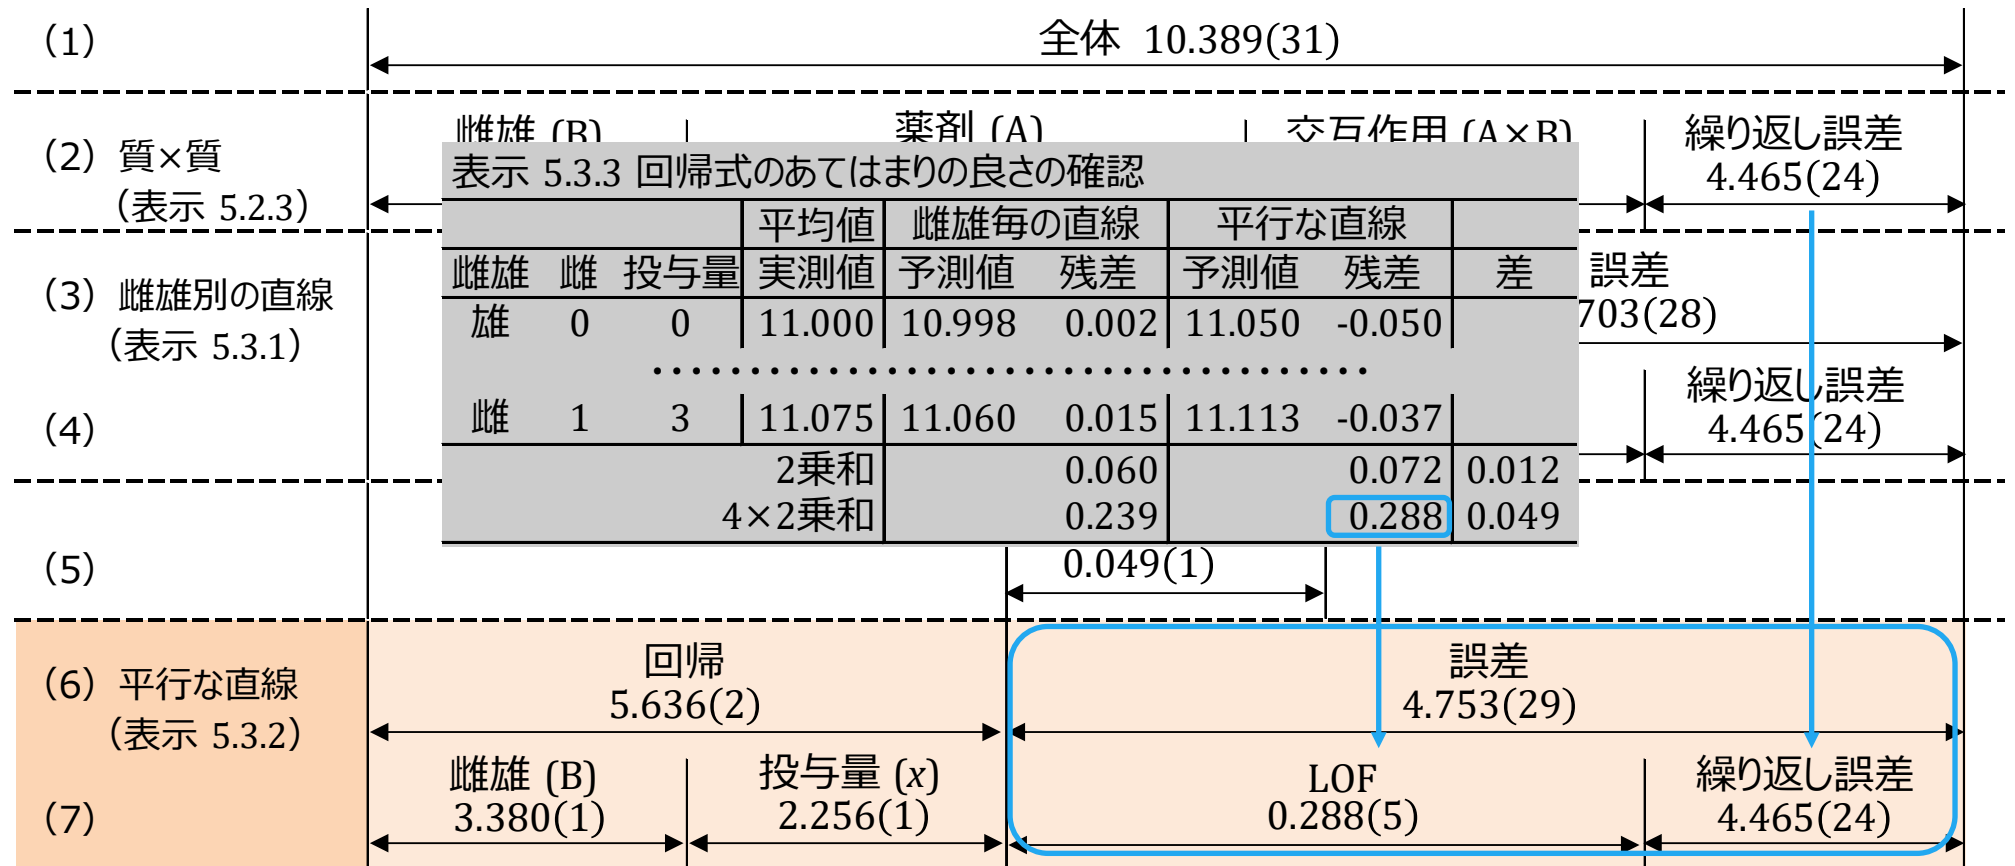 (1)
全体 10.389(31)
雌雄 (B)
薬剤 (A)
交互作用 (A×B)
繰り返し誤差
4.465(24)
(2) 質×質
(表示 5.2.3)
表示 5.3.3 回帰式のあてはまりの良さの確認
平均値 雌雄毎の直線 平行な直線
雌雄 雌 投与量 実測値 予測値 残差 予測値 残差 差
雄 0 0 11.000 10.998 0.002 11.050 -0.050
・・・・・・・・・・・・・・・・・・・・・・・・・・・・・・・・・・・・・
雌 1 3 11.075 11.060 0.015 11.113 -0.037
2乗和 0.060 0.072 0.012
4×2乗和 0.239 0.288 0.049
(3) 雌雄別の直線
(表示 5.3.1)
誤差
703(28)
(4)
繰り返し誤差
4.465(24)
(5)
0.049(1)
(6) 平行な直線
(表示 5.3.2)
回帰
5.636(2)
誤差
4.753(29)
(7)
雌雄 (B)
3.380(1)
投与量 (x)
2.256(1)
LOF
0.288(5)
繰り返し誤差
4.465(24)